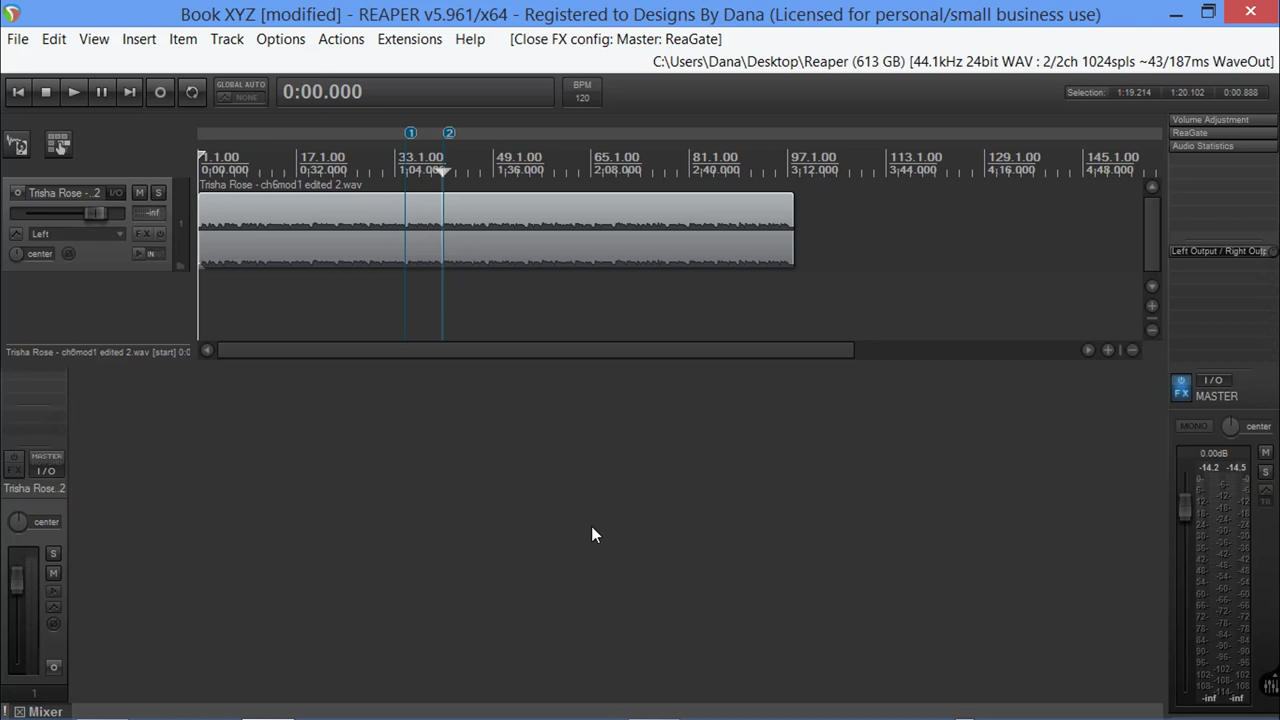 Book XYZ [modified] - REAPER v5.961/x64 - Registered to Designs By Dana (Licensed for personal/small business use)
File Edit View Insert Item Track Options Actions Extensions Help [Close FX config: Master: ReaGate]
C:\Users\Dana\Desktop\Reaper (613 GB) [44.1kHz 24bit WAV : 2/2ch 1024spls ~43/187ms WaveOut]
GLOBAL AUTO
NONE
0:00.000
BPM
120
Selection: 1:19.214 1:20.102 0:00.888
Volume Adjustment
ReaGate
Audio Statistics
1 2
1.1.00 17.1.00 33.1.00 49.1.00 65.1.00 81.1.00 97.1.00 113.1.00 129.1.00 145.1.00
0:00.000 0:32.000 1:04.000 1:36.000 2:08.000 2:40.000 3:12.000 3:44.000 4:16.000 4:48.000
Trisha Rose - ch6mod1 edited 2.wav
Trisha Rose -..2 I/O M S
-inf
1
Left FX
center IN
Left Output / Right Outp
Trisha Rose - ch6mod1 edited 2.wav [start] 0:0
FX
I/O
MASTER
MONO center
0.00dB M
-14.2 -14.5 S
MASTER
FX I/O
Trisha Rose..2
center
S
M
-inf -inf
1
! Mixer